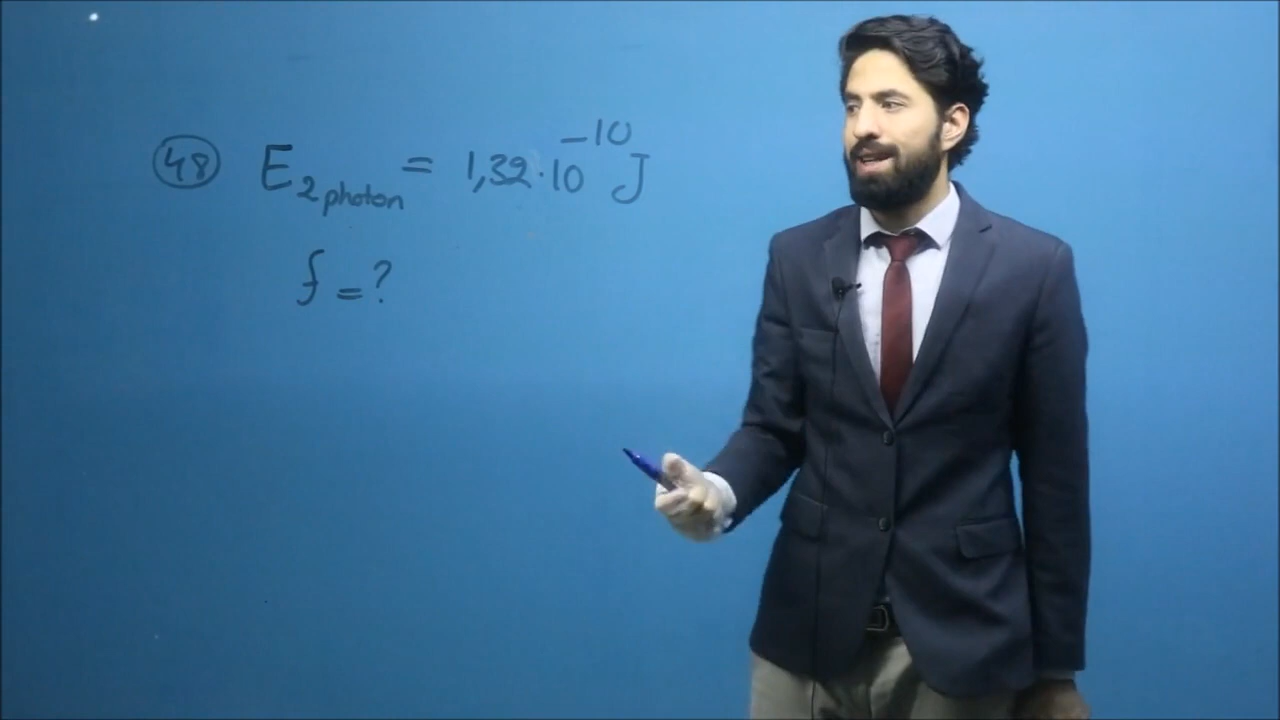 48 E₂ photon = 1,32·10⁻¹⁰ J
f = ?